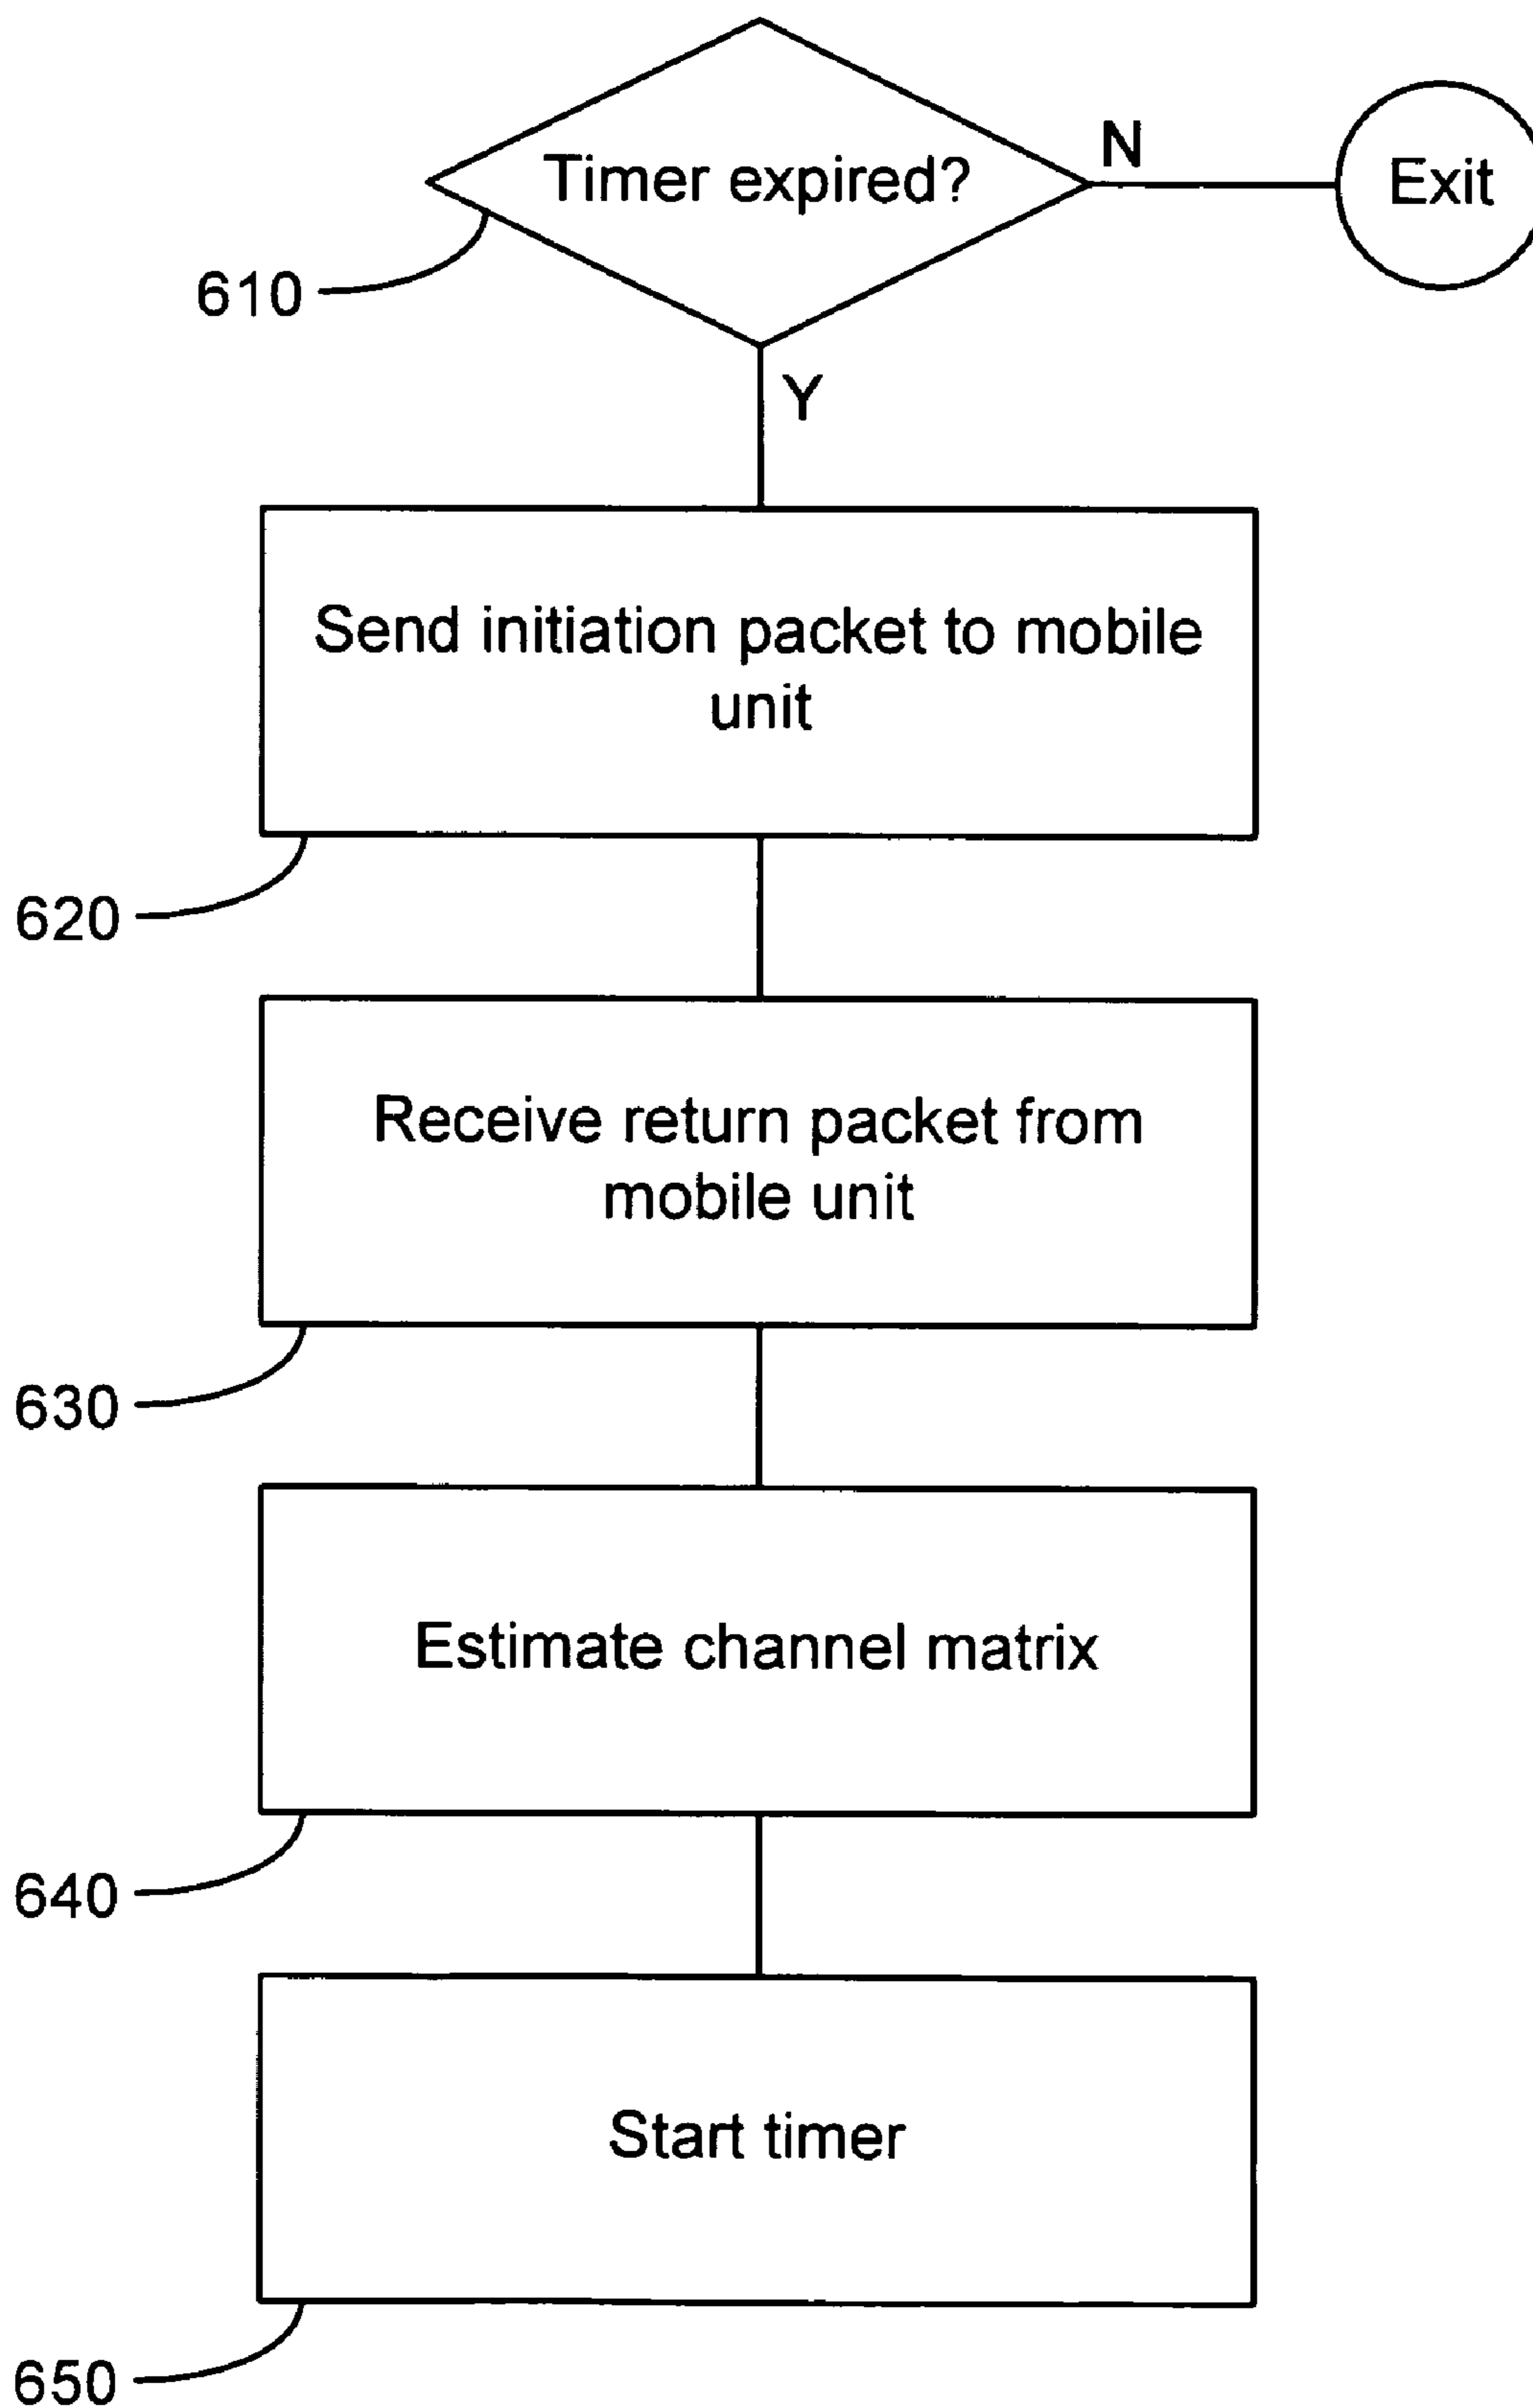 Timer expired?
N
Exit
610
Y
Send initiation packet to mobile
unit
620
Receive return packet from
mobile unit
630
Estimate channel matrix
640
Start timer
650